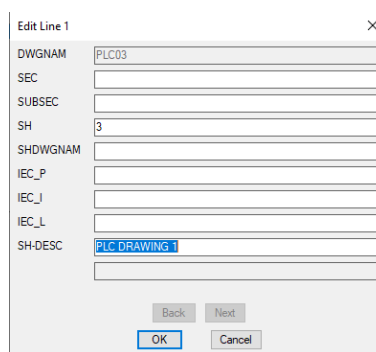 Edit Line 1
DWGNAM PLC03
SEC
SUBSEC
SH 3
SHDWGNAM
IEC_P
IEC_I
IEC_L
SH-DESC PLC DRAWING 1
Back Next
OK Cancel